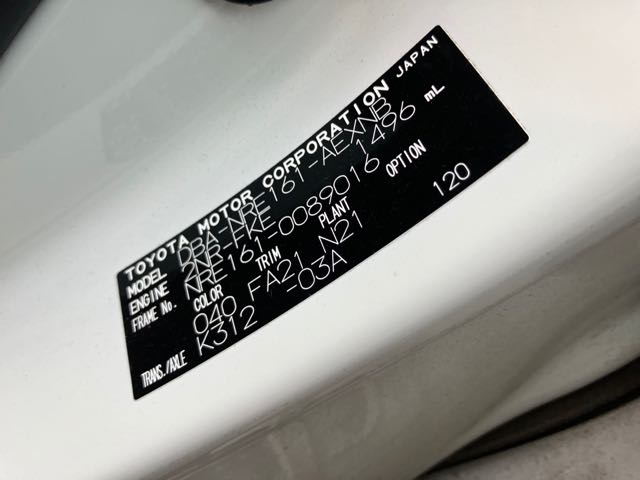 TOYOTA MOTOR CORPORATION JAPAN
MODEL DBA-NRE161-AEXNB
ENGINE 2NR-FKE 1496 mL
FRAME No. NRE161-0089016
COLOR TRIM PLANT OPTION
040 FA21 N21 120
TRANS./AXLE K312 -03A